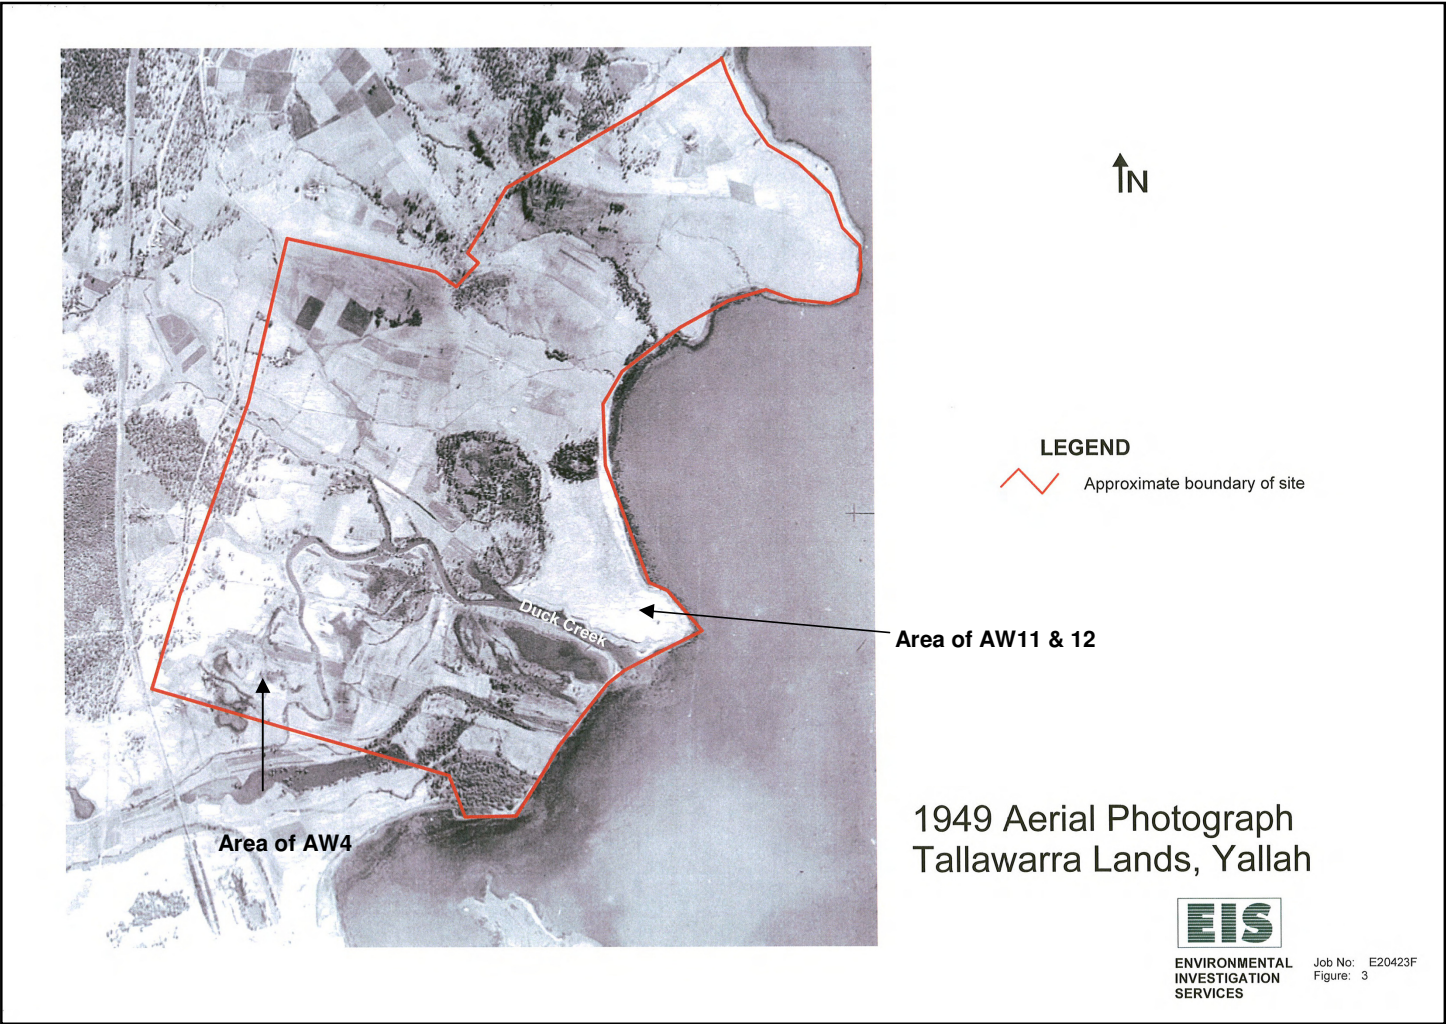 N
LEGEND
Approximate boundary of site
Duck Creek
Area of AW11 & 12
Area of AW4
1949 Aerial Photograph
Tallawarra Lands, Yallah
EIS
ENVIRONMENTAL
INVESTIGATION
SERVICES
Job No: E20423F
Figure: 3